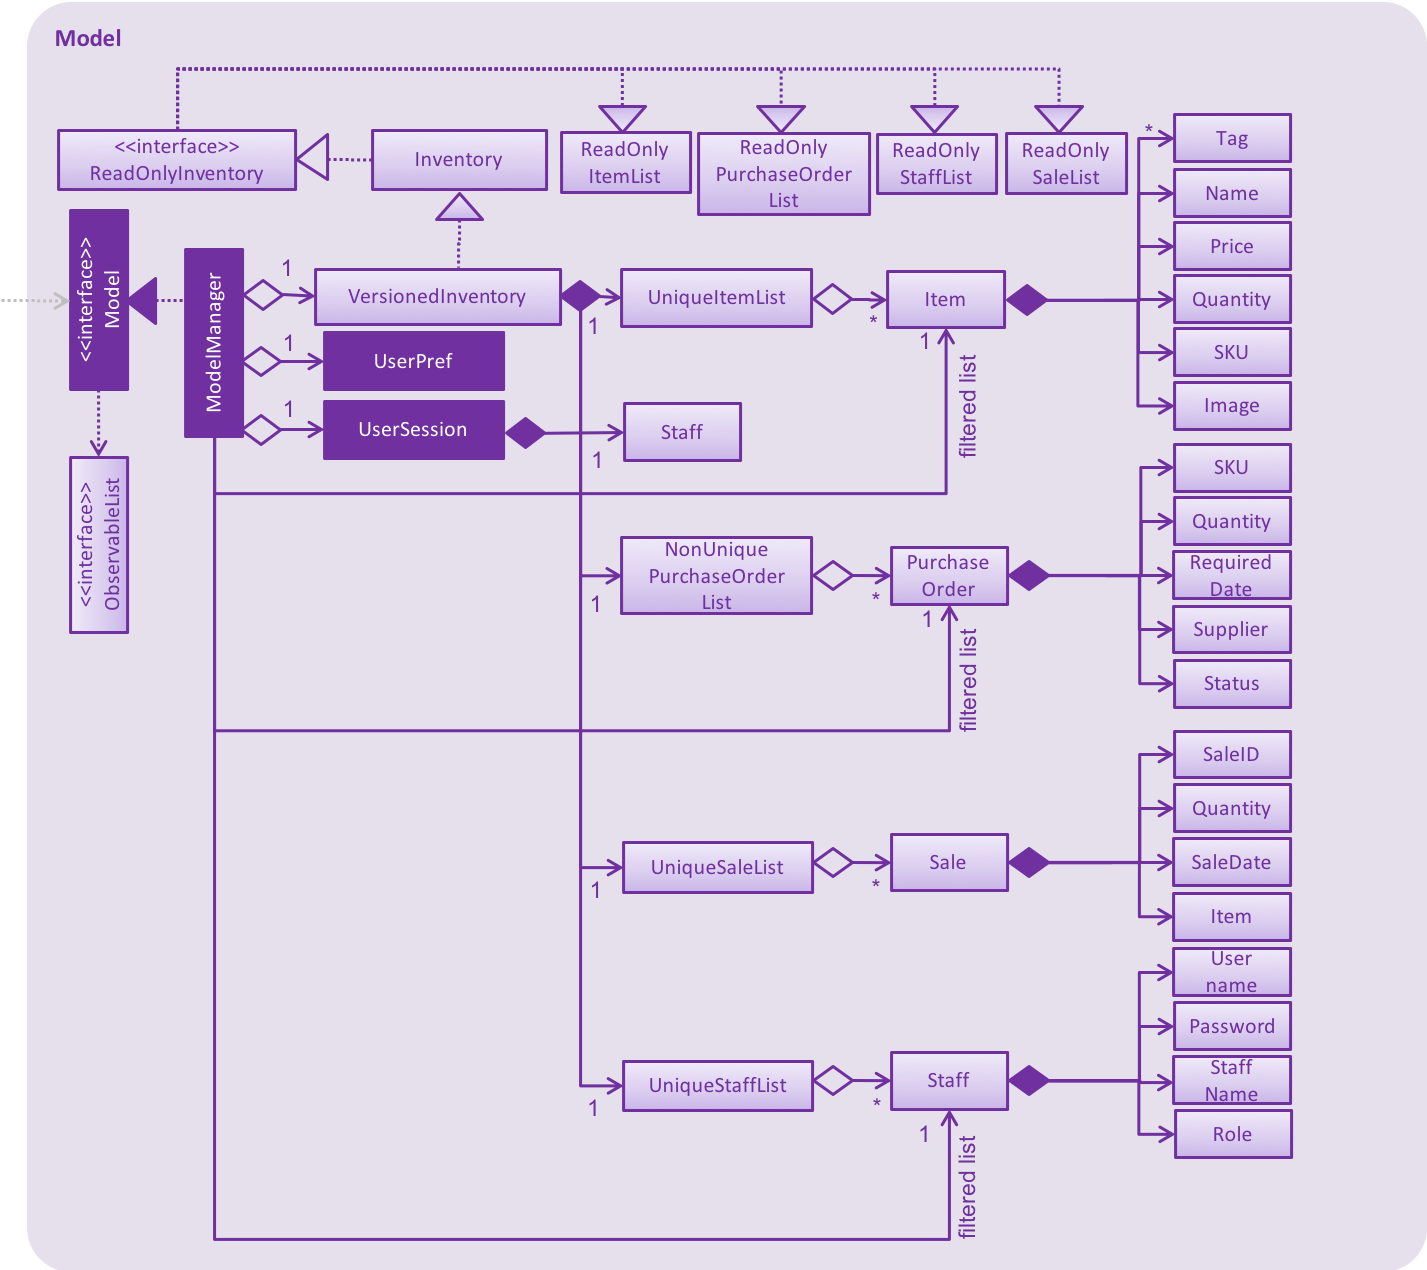 Model
<<interface>>
ReadOnlyInventory
Inventory
ReadOnly
ItemList
ReadOnly
PurchaseOrder
List
ReadOnly
StaffList
ReadOnly
SaleList
*
Tag
Name
Price
Quantity
SKU
Image
<<interface>>
Model
ModelManager
1
VersionedInventory
1
UniqueItemList
*
Item
1
filtered list
1
UserPref
1
UserSession
1
Staff
<<interface>>
ObservableList
SKU
Quantity
Required
Date
Supplier
Status
NonUnique
PurchaseOrder
List
1
*
Purchase
Order
1
filtered list
SaleID
Quantity
SaleDate
Item
UniqueSaleList
1
*
Sale
User
name
Password
Staff
Name
Role
UniqueStaffList
1
*
Staff
1
filtered list